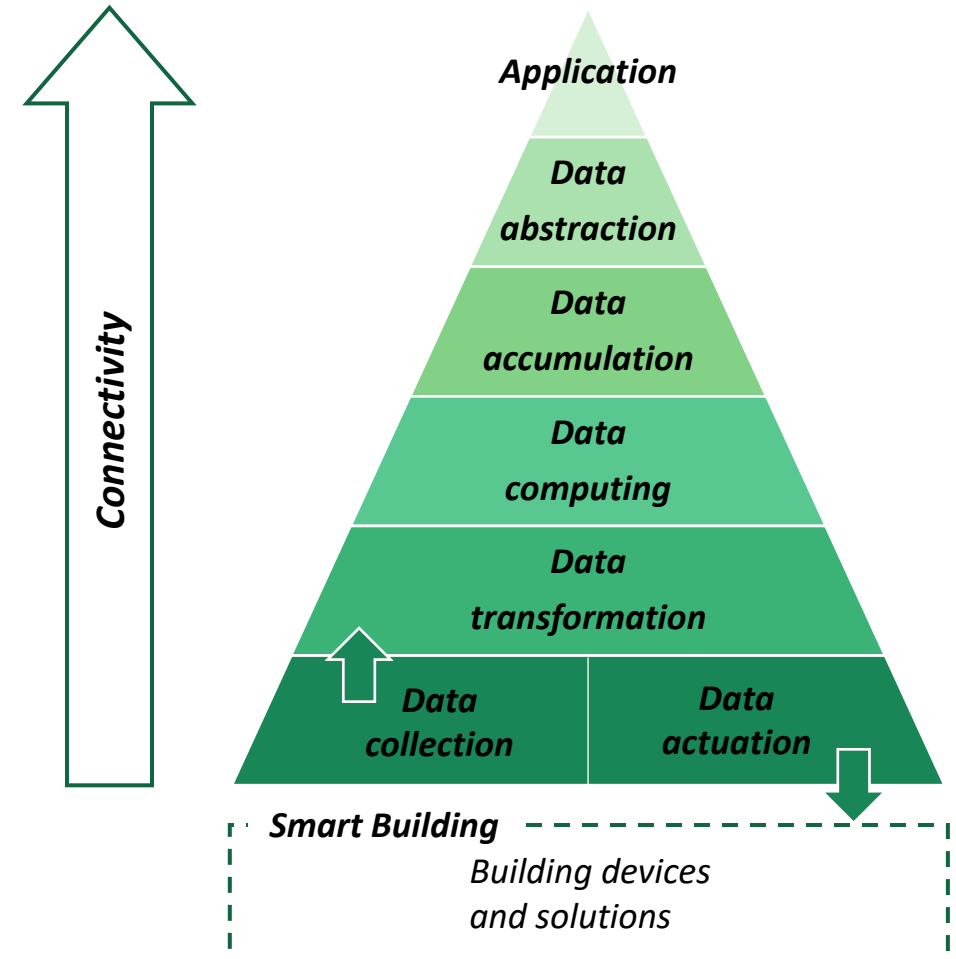 Application
Data
abstraction
Data
accumulation
Data
computing
Data
transformation
Data
collection
Data
actuation
Connectivity
Smart Building
Building devices
and solutions